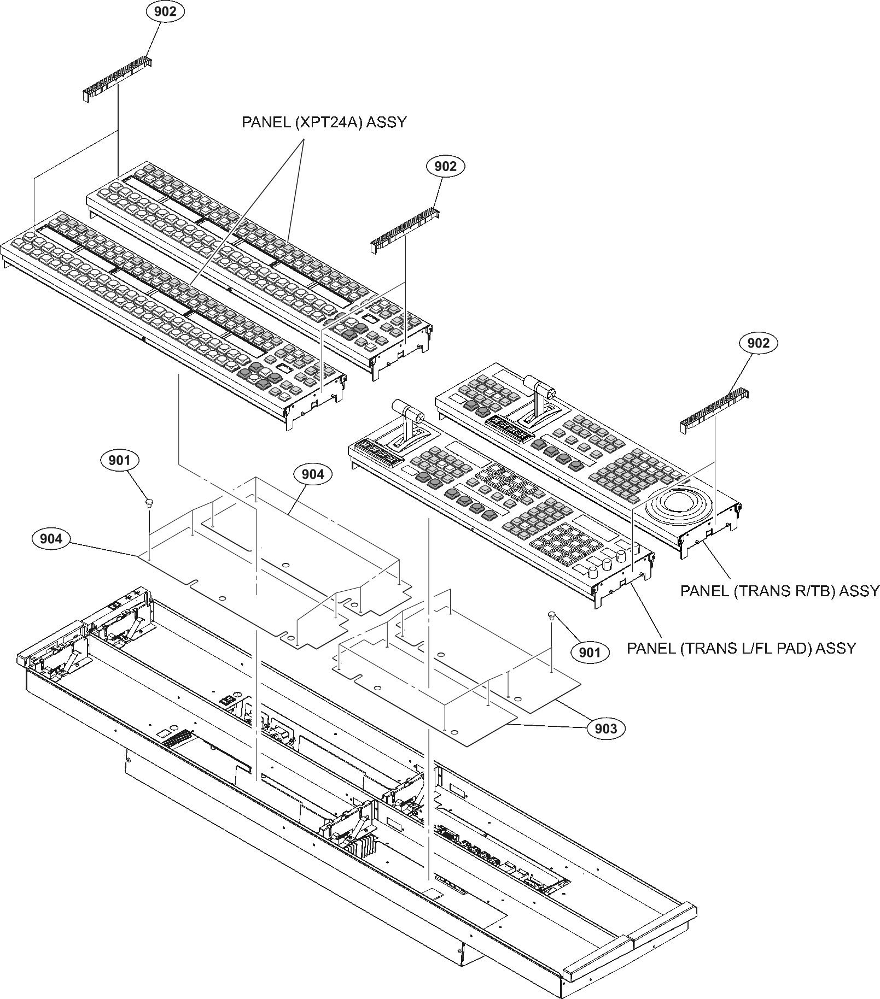 902
PANEL (XPT24A) ASSY
902
902
901
904
904
PANEL (TRANS R/TB) ASSY
901
PANEL (TRANS L/FL PAD) ASSY
903